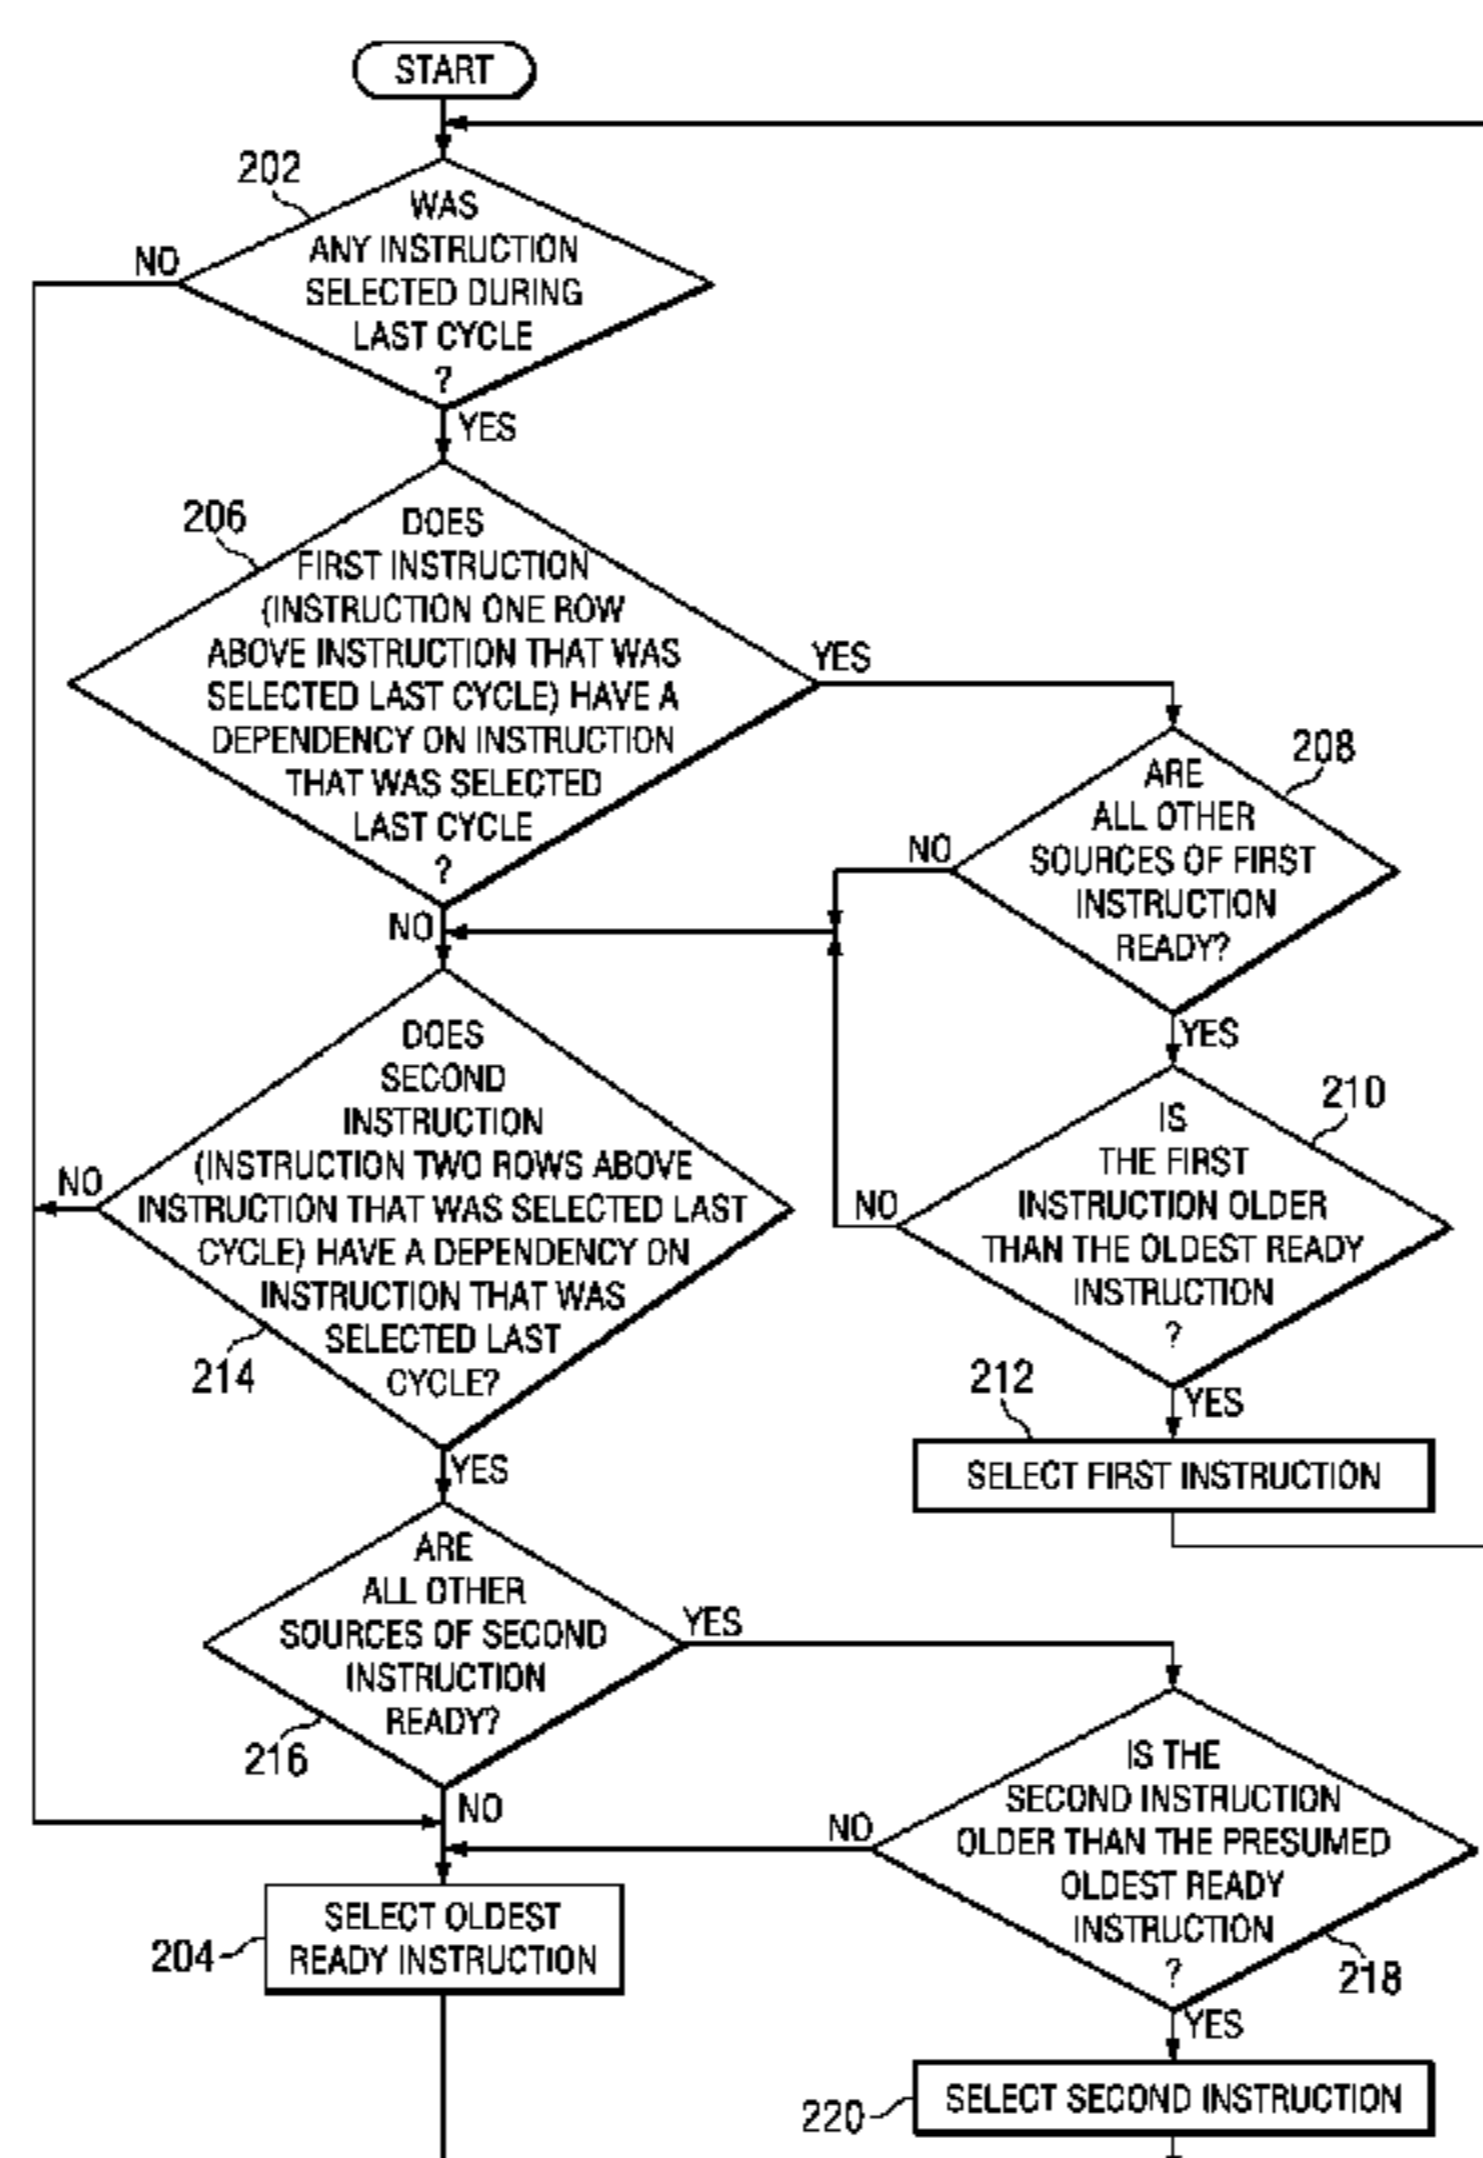 START
202
WAS
ANY INSTRUCTION
SELECTED DURING
LAST CYCLE
?
NO
YES
206
DOES
FIRST INSTRUCTION
(INSTRUCTION ONE ROW
ABOVE INSTRUCTION THAT WAS
SELECTED LAST CYCLE) HAVE A
DEPENDENCY ON INSTRUCTION
THAT WAS SELECTED
LAST CYCLE
?
YES
NO
208
ARE
ALL OTHER
SOURCES OF FIRST
INSTRUCTION
READY?
NO
YES
210
IS
THE FIRST
INSTRUCTION OLDER
THAN THE OLDEST READY
INSTRUCTION
?
NO
YES
212
SELECT FIRST INSTRUCTION
DOES
SECOND
INSTRUCTION
(INSTRUCTION TWO ROWS ABOVE
INSTRUCTION THAT WAS SELECTED LAST
CYCLE) HAVE A DEPENDENCY ON
INSTRUCTION THAT WAS
SELECTED LAST
CYCLE?
214
NO
YES
ARE
ALL OTHER
SOURCES OF SECOND
INSTRUCTION
READY?
216
YES
NO
IS THE
SECOND INSTRUCTION
OLDER THAN THE PRESUMED
OLDEST READY
INSTRUCTION
?
218
NO
YES
SELECT OLDEST
READY INSTRUCTION
204
SELECT SECOND INSTRUCTION
220